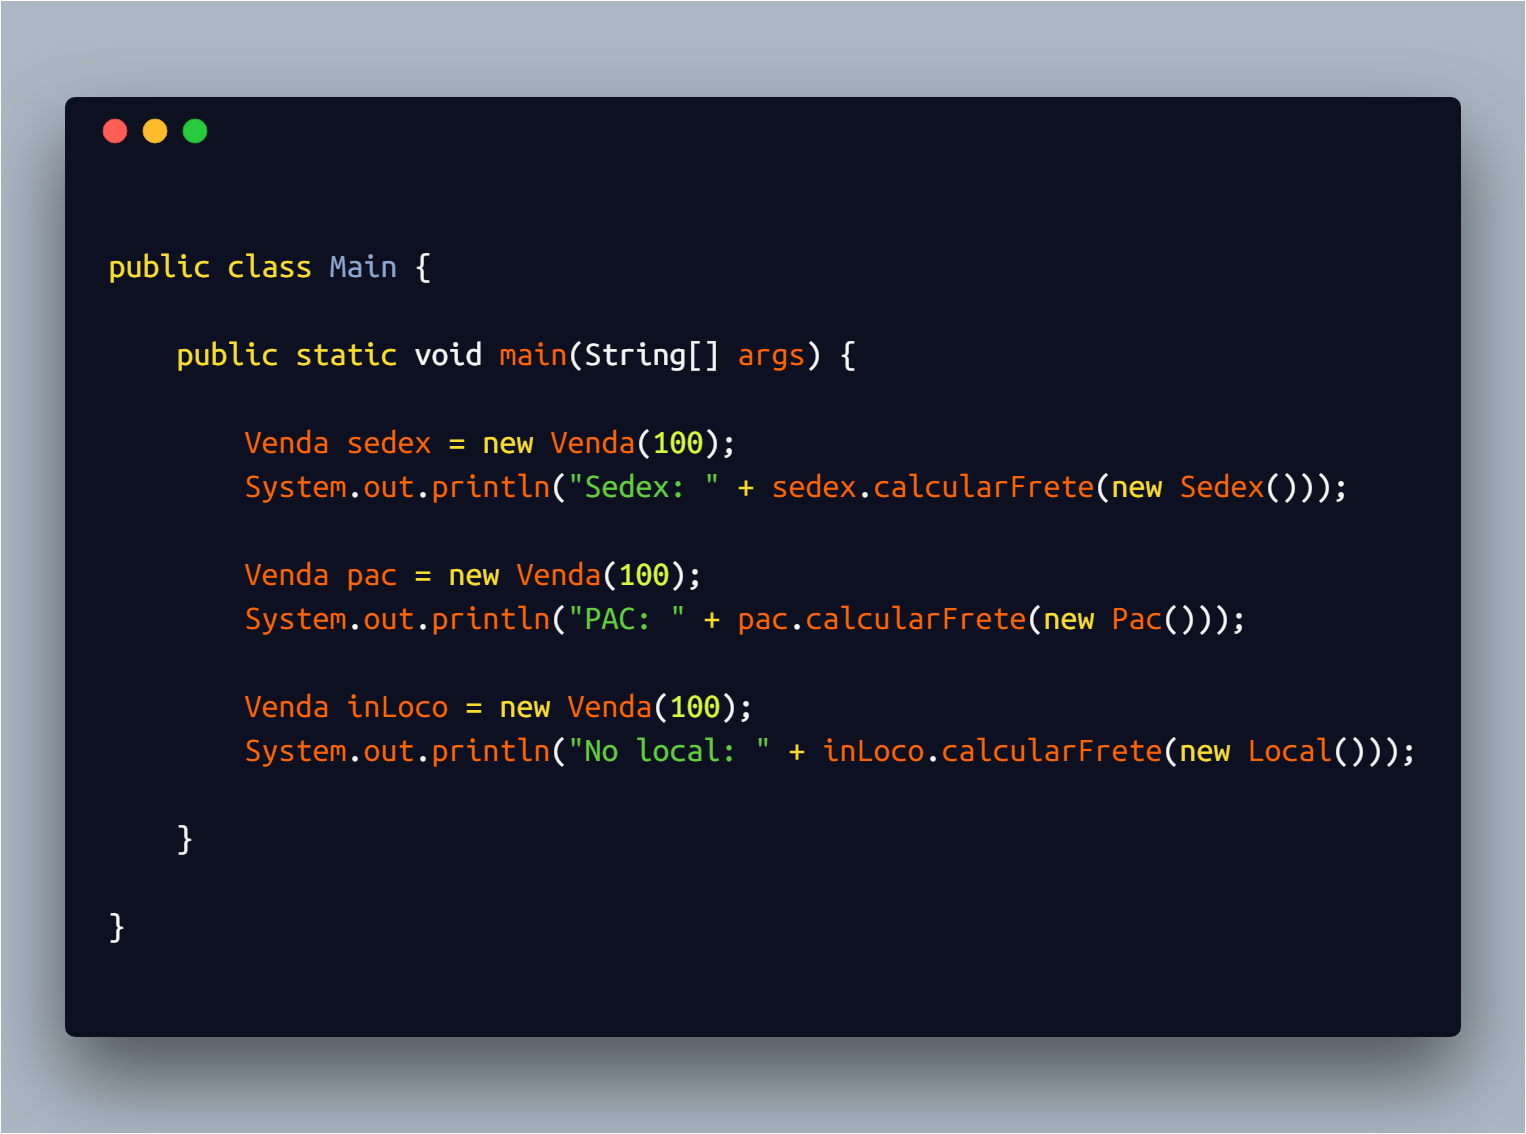 public class Main {
public static void main(String[] args) {
Venda sedex = new Venda(100);
System.out.println("Sedex: " + sedex.calcularFrete(new Sedex()));
Venda pac = new Venda(100);
System.out.println("PAC: " + pac.calcularFrete(new Pac()));
Venda inLoco = new Venda(100);
System.out.println("No local: " + inLoco.calcularFrete(new Local()));
}
}